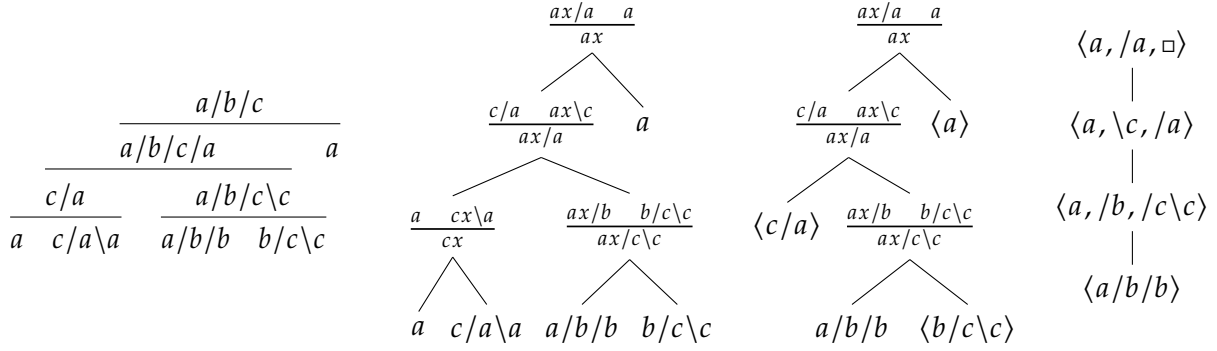 a/b/c
a/b/c/a a
c/a a/b/c\c
a c/a\a a/b/b b/c\c
ax/a a
ax
c/a ax\c
ax/a
a
a cx\a
cx
ax/b b/c\c
ax/c\c
a c/a\a a/b/b b/c\c
ax/a a
ax
c/a ax\c
ax/a
⟨a⟩
⟨c/a⟩
ax/b b/c\c
ax/c\c
a/b/b ⟨b/c\c⟩
⟨a, /a, □⟩
⟨a, \c, /a⟩
⟨a, /b, /c\c⟩
⟨a/b/b⟩